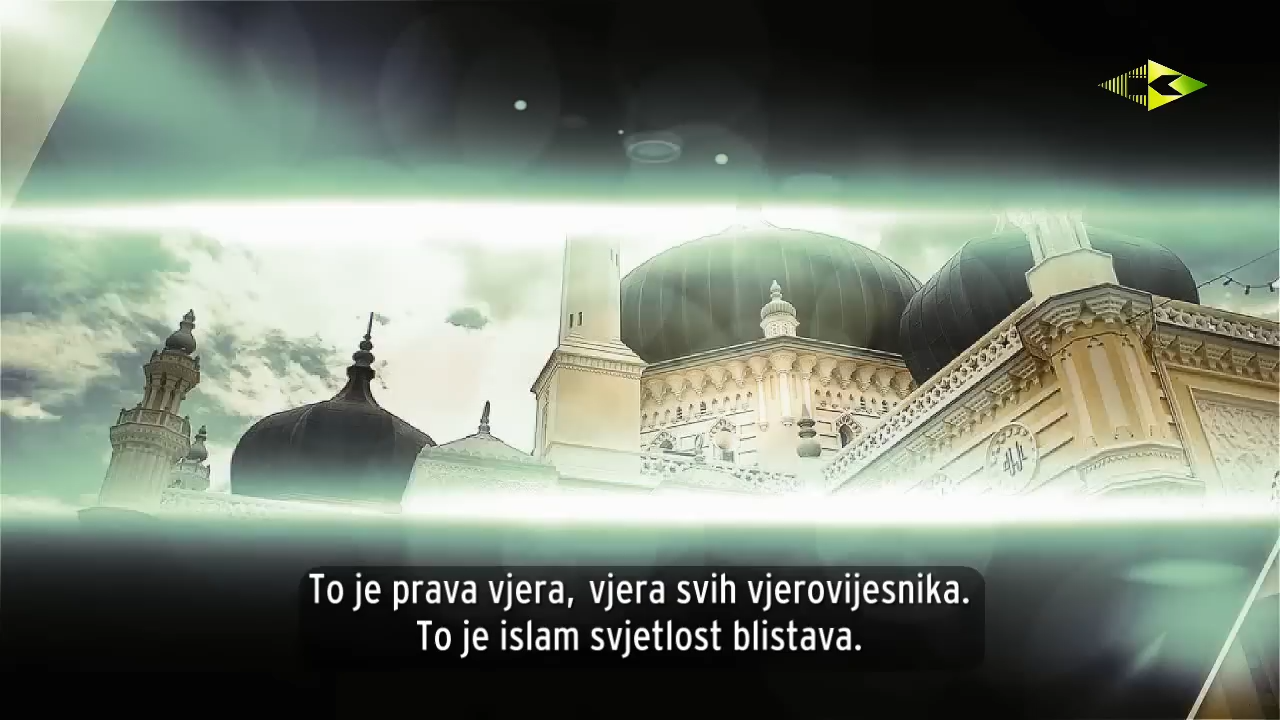 To je prava vjera, vjera svih vjerovijesnika.
To je islam svjetlost blistava.